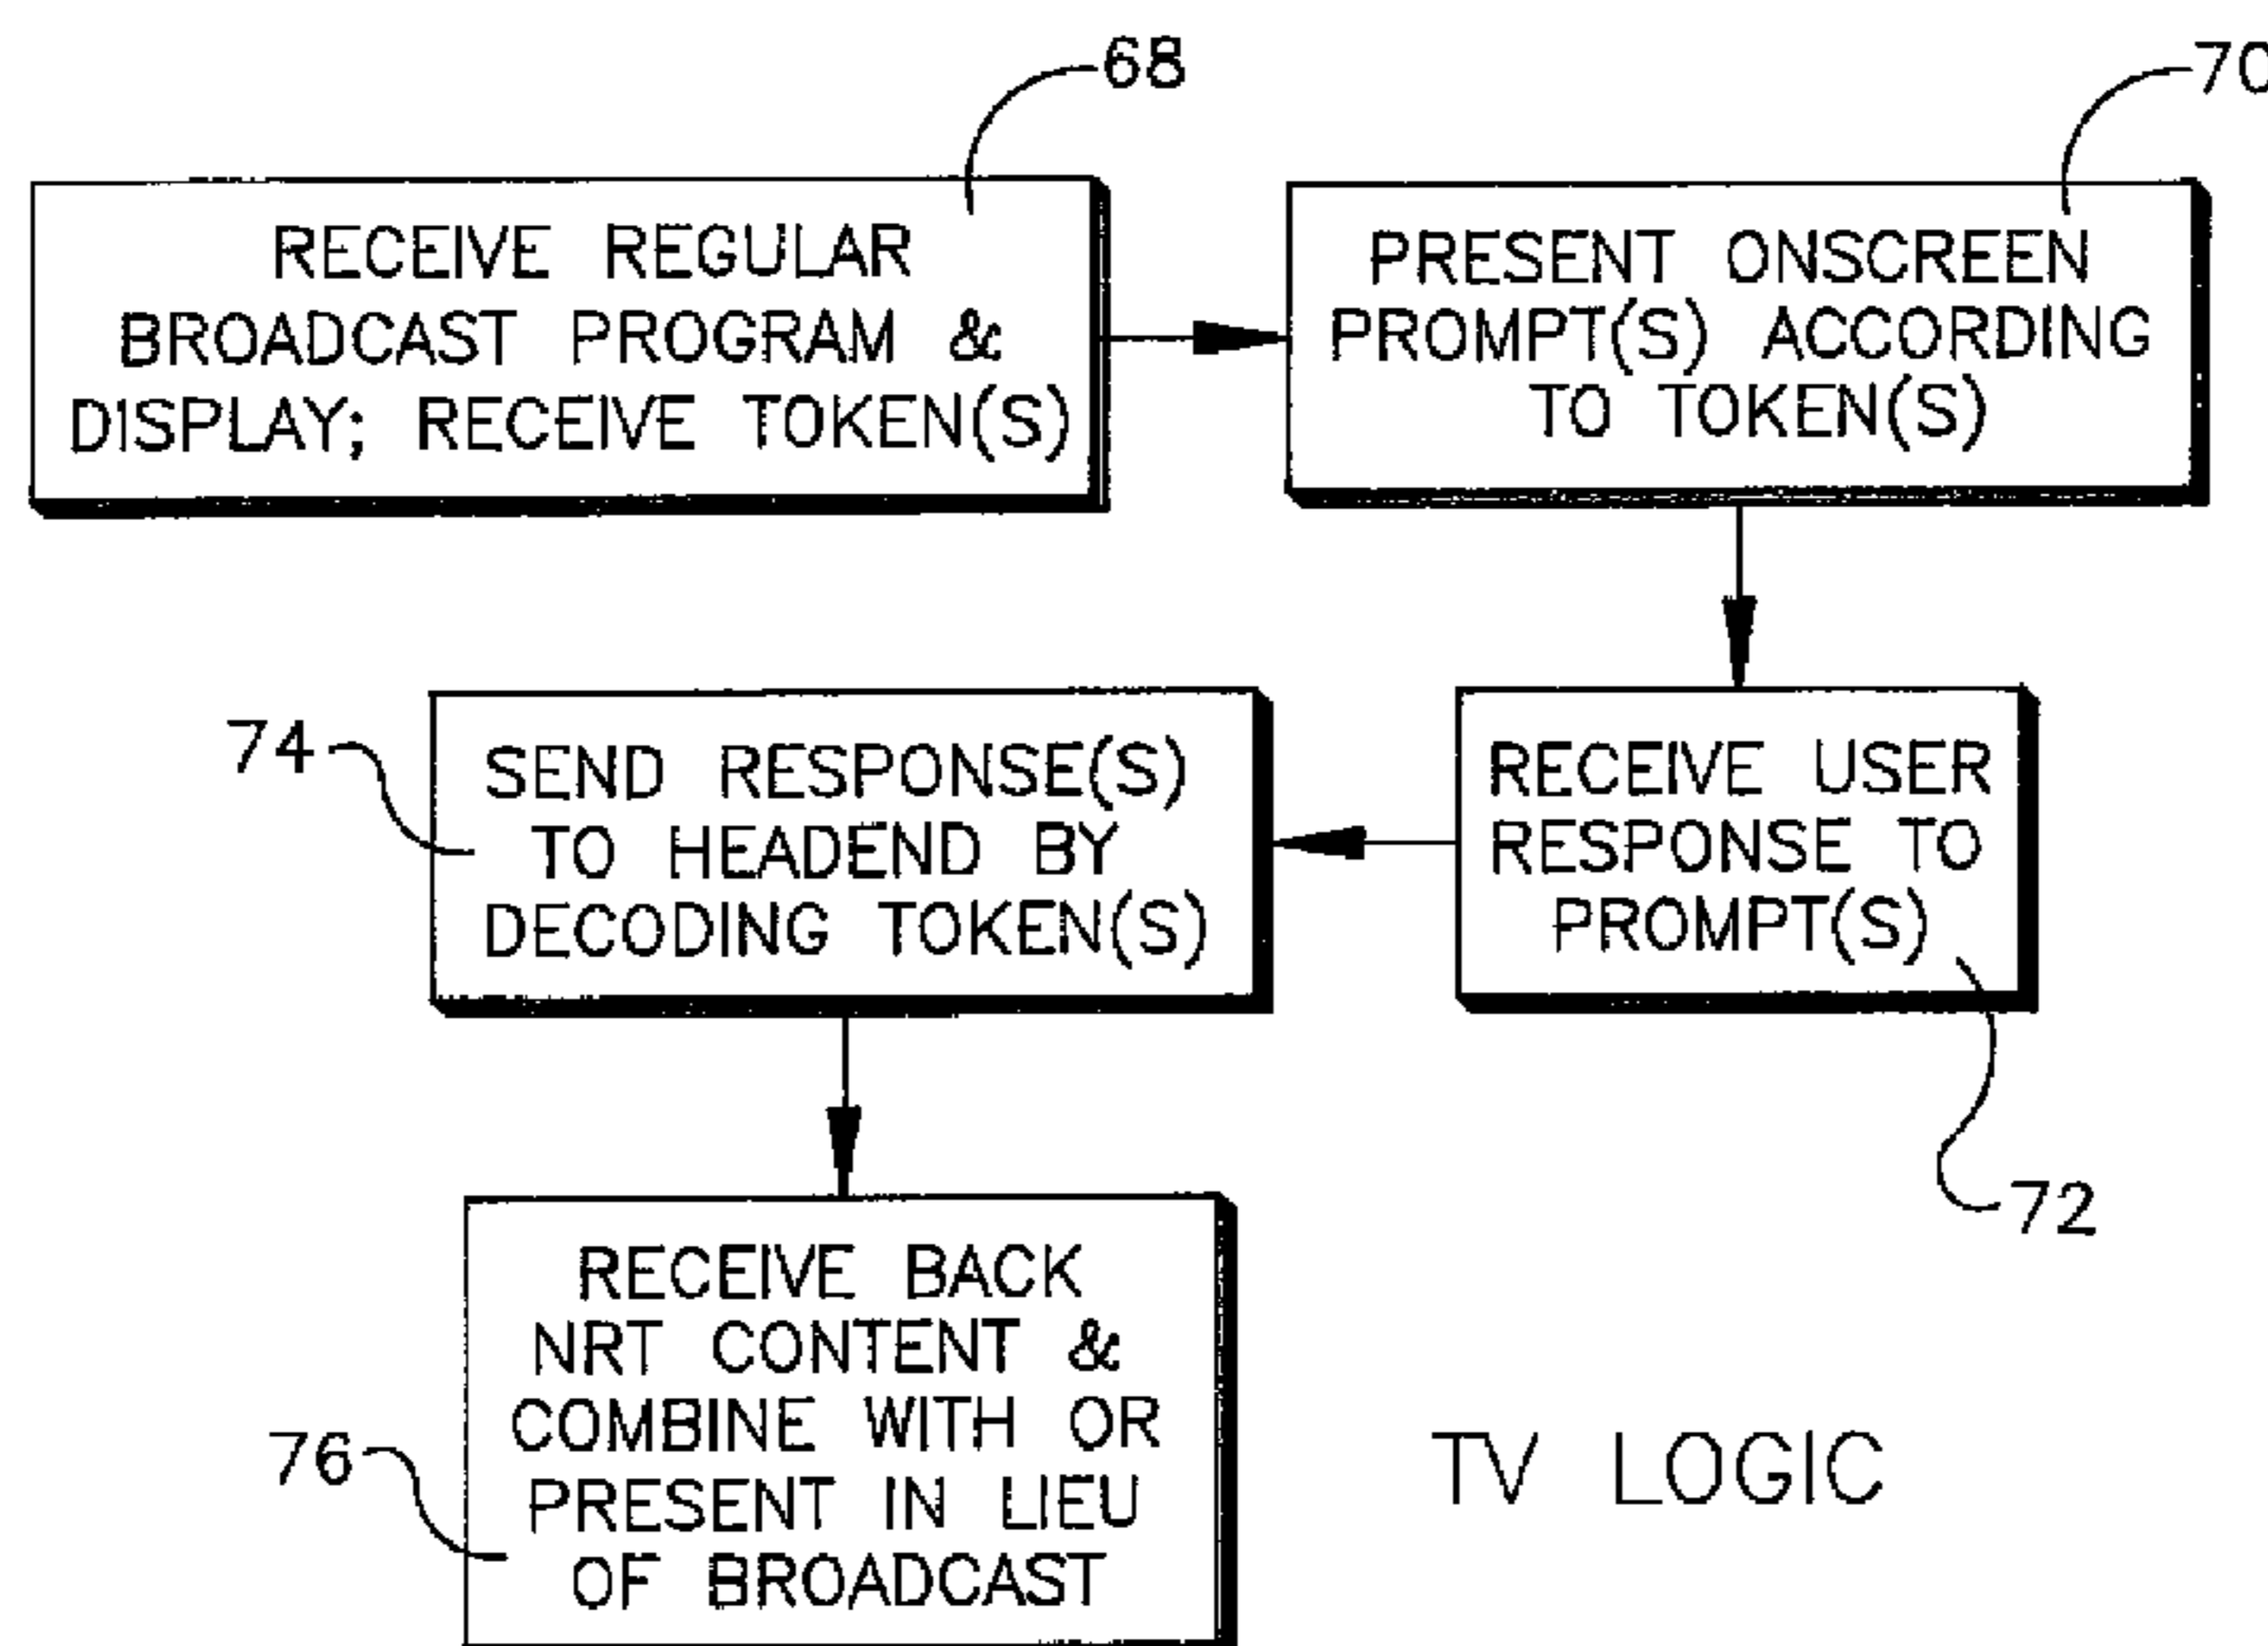 68
70
RECEIVE REGULAR
BROADCAST PROGRAM &
DISPLAY; RECEIVE TOKEN(S)
PRESENT ONSCREEN
PROMPT(S) ACCORDING
TO TOKEN(S)
74
SEND RESPONSE(S)
TO HEADEND BY
DECODING TOKEN(S)
RECEIVE USER
RESPONSE TO
PROMPT(S)
72
RECEIVE BACK
NRT CONTENT &
COMBINE WITH OR
PRESENT IN LIEU
OF BROADCAST
76
TV LOGIC